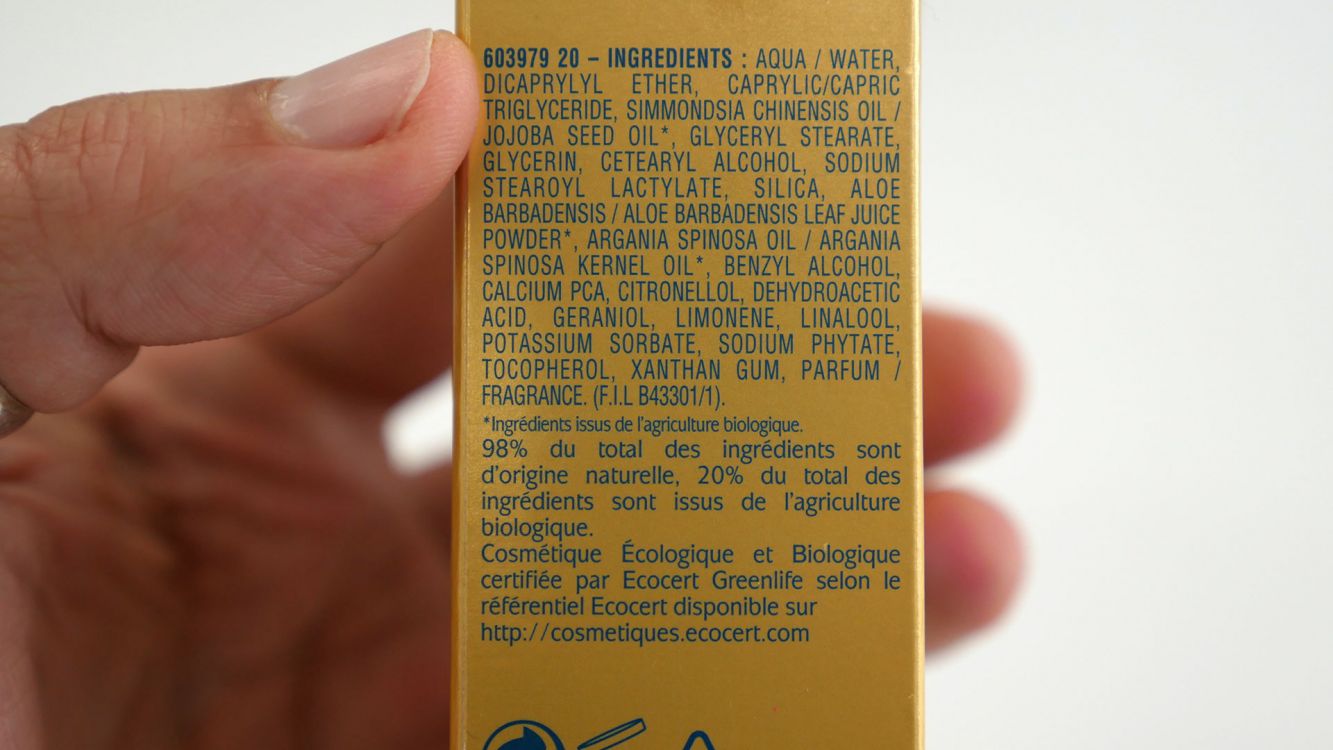 603979 20 – INGREDIENTS : AQUA / WATER,
DICAPRYLYL ETHER, CAPRYLIC/CAPRIC
TRIGLYCERIDE, SIMMONDSIA CHINENSIS OIL /
JOJOBA SEED OIL*, GLYCERYL STEARATE,
GLYCERIN, CETEARYL ALCOHOL, SODIUM
STEAROYL LACTYLATE, SILICA, ALOE
BARBADENSIS / ALOE BARBADENSIS LEAF JUICE
POWDER*, ARGANIA SPINOSA OIL / ARGANIA
SPINOSA KERNEL OIL*, BENZYL ALCOHOL,
CALCIUM PCA, CITRONELLOL, DEHYDROACETIC
ACID, GERANIOL, LIMONENE, LINALOOL,
POTASSIUM SORBATE, SODIUM PHYTATE,
TOCOPHEROL, XANTHAN GUM, PARFUM /
FRAGRANCE. (F.I.L B43301/1).
*Ingrédients issus de l'agriculture biologique.
98% du total des ingrédients sont
d'origine naturelle, 20% du total des
ingrédients sont issus de l'agriculture
biologique.
Cosmétique Écologique et Biologique
certifiée par Ecocert Greenlife selon le
référentiel Ecocert disponible sur
http://cosmetiques.ecocert.com